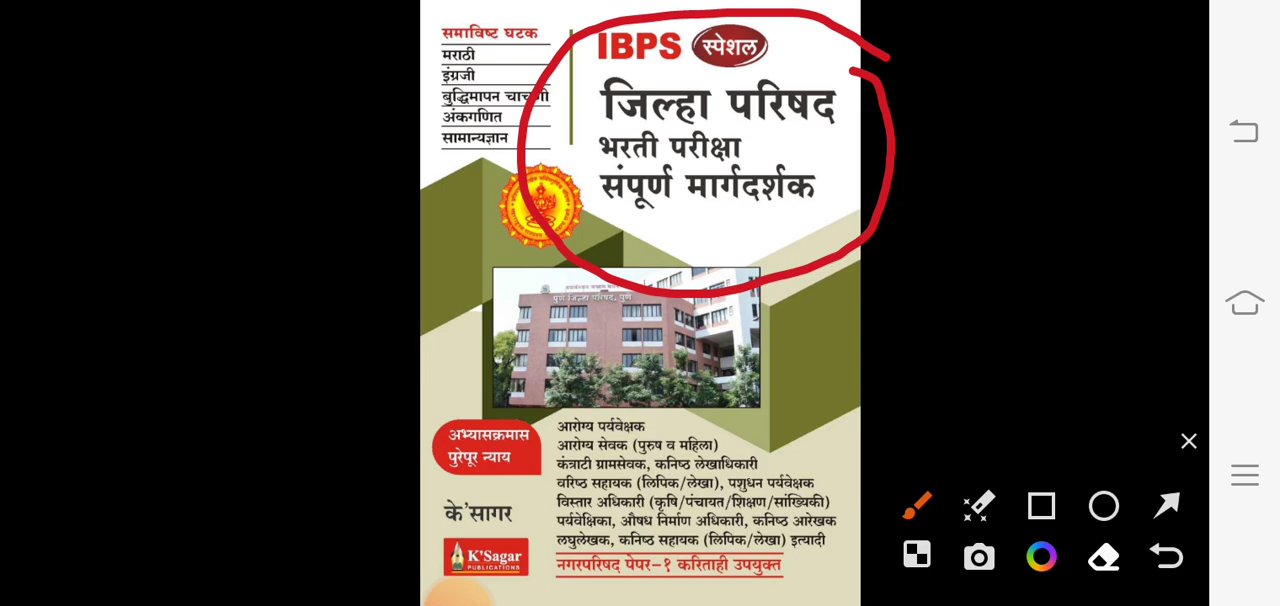 समाविष्ट घटक
मराठी
इंग्रजी
बुद्धिमापन चाचणी
अंकगणित
सामान्यज्ञान
IBPS स्पेशल
जिल्हा परिषद
भरती परीक्षा
संपूर्ण मार्गदर्शक
पुणे जिल्हा परिषद, पुणे
अभ्यासक्रमास
पुरेपूर न्याय
के'सागर
K'Sagar
PUBLICATIONS
आरोग्य पर्यवेक्षक
आरोग्य सेवक (पुरुष व महिला)
कंत्राटी ग्रामसेवक, कनिष्ठ लेखाधिकारी
वरिष्ठ सहायक (लिपिक/लेखा), पशुधन पर्यवेक्षक
विस्तार अधिकारी (कृषि/पंचायत/शिक्षण/सांख्यिकी)
पर्यवेक्षिका, औषध निर्माण अधिकारी, कनिष्ठ आरेखक
लघुलेखक, कनिष्ठ सहायक (लिपिक/लेखा) इत्यादी
नगरपरिषद पेपर-१ करिताही उपयुक्त